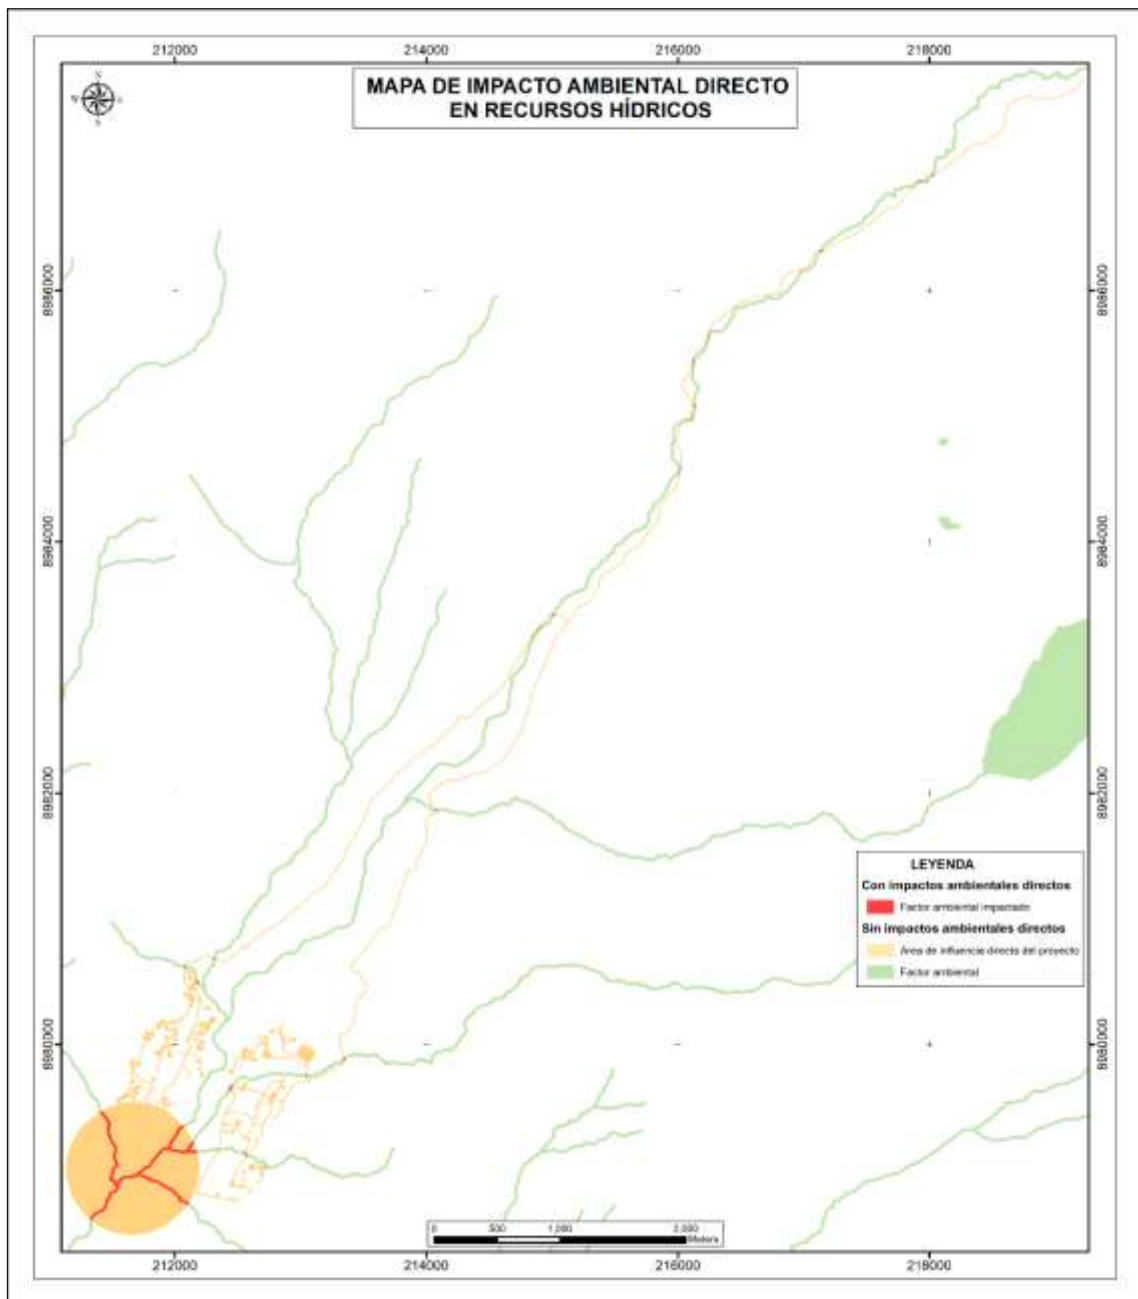 212000 214000 216000 218000
MAPA DE IMPACTO AMBIENTAL DIRECTO
EN RECURSOS HÍDRICOS
S
S
8986000 8986000
8984000 8984000
8982000 8982000
LEYENDA
Con impactos ambientales directos
Factor ambiental impactado
Sin impactos ambientales directos
Area de influencia directa del proyecto
Factor ambiental
8980000 8980000
0 500 1,000 2,000
Meters
212000 214000 216000 218000